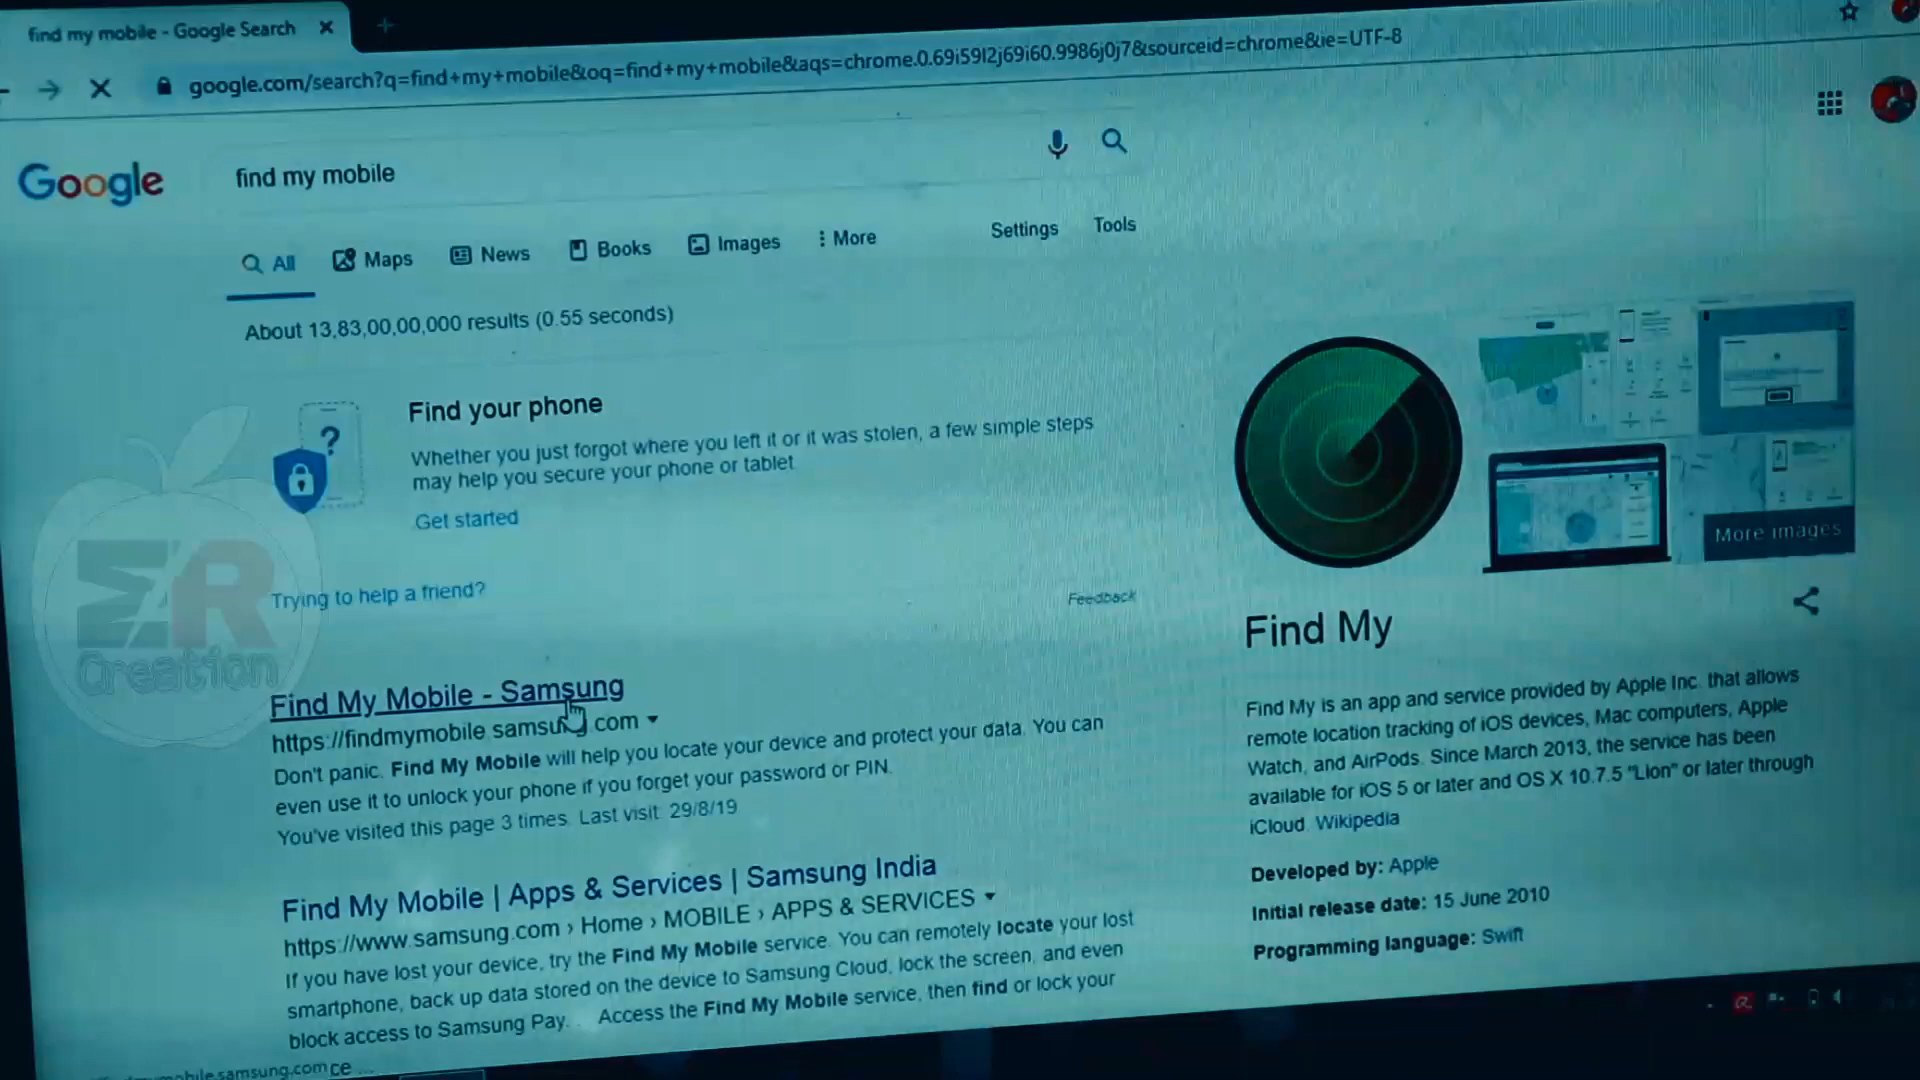 find my mobile - Google Search
google.com/search?q=find+my+mobile&oq=find+my+mobile&aqs=chrome.0.69i59l2j69i60.9986j0j7&sourceid=chrome&ie=UTF-8
Google
find my mobile
All
Maps
News
Books
Images
More
Settings
Tools
About 13,83,00,00,000 results (0.55 seconds)
Find your phone
Whether you just forgot where you left it or it was stolen, a few simple steps
may help you secure your phone or tablet
Get started
More images
Trying to help a friend?
Feedback
ER
Creation
Find My Mobile - Samsung
https://findmymobile.samsung.com
Don't panic. Find My Mobile will help you locate your device and protect your data. You can
even use it to unlock your phone if you forget your password or PIN.
You've visited this page 3 times. Last visit: 29/8/19
Find My Mobile | Apps & Services | Samsung India
https://www.samsung.com › Home › MOBILE › APPS & SERVICES
If you have lost your device, try the Find My Mobile service. You can remotely locate your lost
smartphone, back up data stored on the device to Samsung Cloud, lock the screen, and even
block access to Samsung Pay. ... Access the Find My Mobile service, then find or lock your
Find My
Find My is an app and service provided by Apple Inc. that allows
remote location tracking of iOS devices, Mac computers, Apple
Watch, and AirPods. Since March 2013, the service has been
available for iOS 5 or later and OS X 10.7.5 "Lion" or later through
iCloud. Wikipedia
Developed by: Apple
Initial release date: 15 June 2010
Programming language: Swift